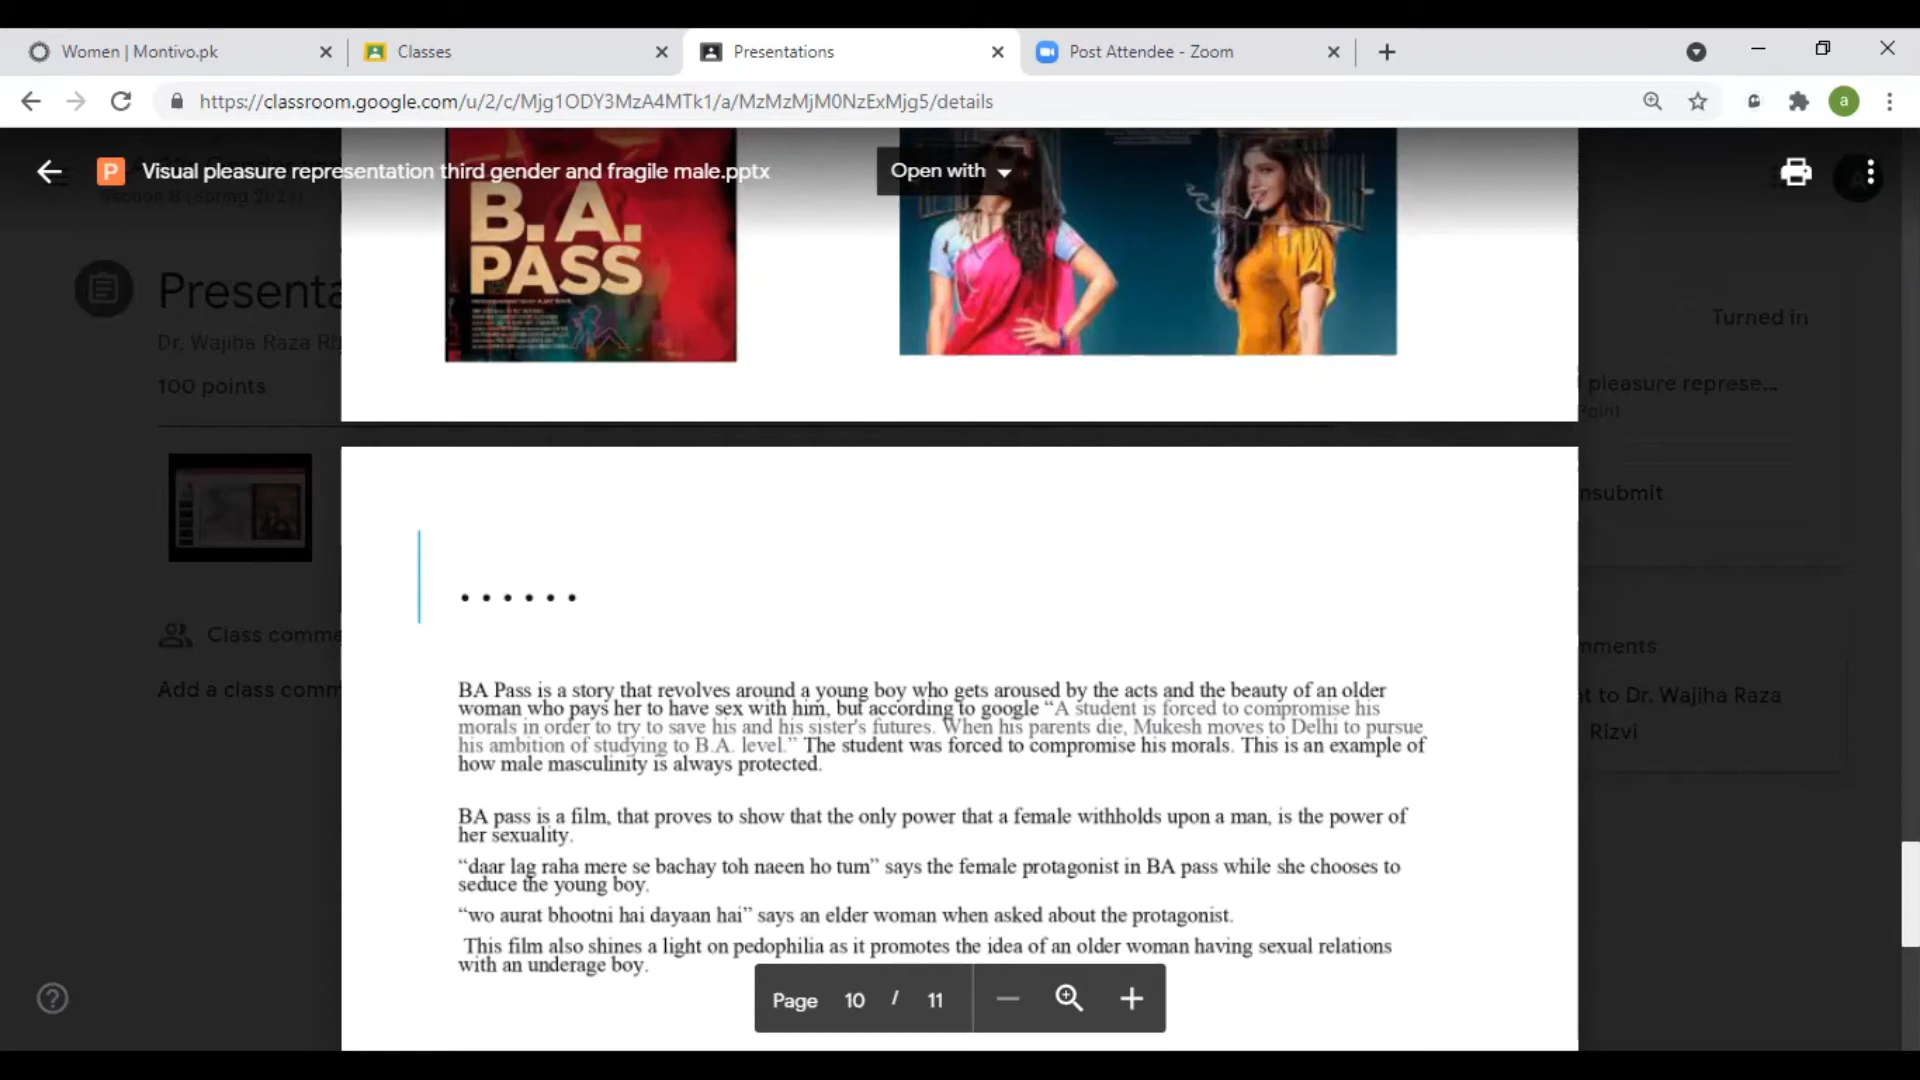 Women | Montivo.pk
Classes
Presentations
Post Attendee - Zoom
https://classroom.google.com/u/2/c/Mjg1ODY3MzA4MTk1/a/MzMzMjM0NzExMjg5/details
a
P
Visual pleasure representation third gender and fragile male.pptx
Open with
Section B (Spring 2021)
B.A.
PASS
Presenta
Dr. Wajiha Raza Ri
100 points
Turned in
pleasure represe...
Point
nsubmit
Class comme
Add a class comm
mments
nt to Dr. Wajiha Raza
Rizvi
......
BA Pass is a story that revolves around a young boy who gets aroused by the acts and the beauty of an older
woman who pays her to have sex with him, but according to google “A student is forced to compromise his
morals in order to try to save his and his sister's futures. When his parents die, Mukesh moves to Delhi to pursue
his ambition of studying to B.A. level.” The student was forced to compromise his morals. This is an example of
how male masculinity is always protected.
BA pass is a film, that proves to show that the only power that a female withholds upon a man, is the power of
her sexuality.
“daar lag raha mere se bachay toh naeen ho tum” says the female protagonist in BA pass while she chooses to
seduce the young boy.
“wo aurat bhootni hai dayaan hai” says an elder woman when asked about the protagonist.
This film also shines a light on pedophilia as it promotes the idea of an older woman having sexual relations
with an underage boy.
Page 10 / 11